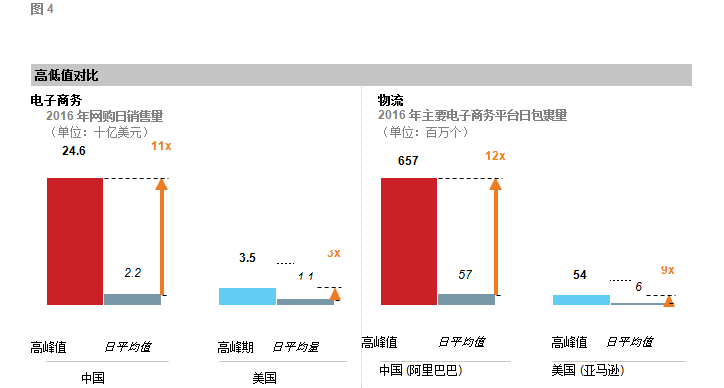 图 4
高低值对比
电子商务
2016 年网购日销售量
（单位：十亿美元）
24.6
11x
2.2
3.5
1 1
3x
高峰值
日平均值
高峰期
日平均量
中国
美国
物流
2016 年主要电子商务平台日包裹量
（单位：百万个）
657
12x
57
54
6
9x
高峰值
日平均值
高峰值
日平均值
中国 (阿里巴巴)
美国 (亚马逊)